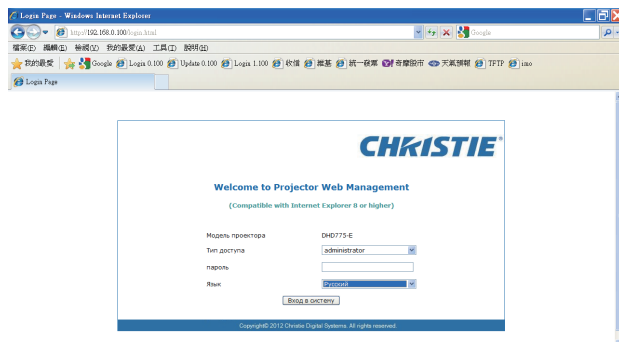 Login Page - Windows Internet Explorer
http://192.168.0.100/login.html
Google
檔案(F) 編輯(E) 檢視(V) 我的最愛(A) 工具(T) 說明(H)
我的最愛 Google Login 0.100 Update 0.100 Login 1.100 收信 維基 統一發票 奇摩股市 天氣預報 TFTP imo
Login Page
CHRISTIE®
Welcome to Projector Web Management
(Compatible with Internet Explorer 8 or higher)
Модель проектора DHD775-E
Тип доступа administrator
пароль
Язык Русский
Вход в систему
Copyright© 2012 Christie Digital Systems. All rights reserved.